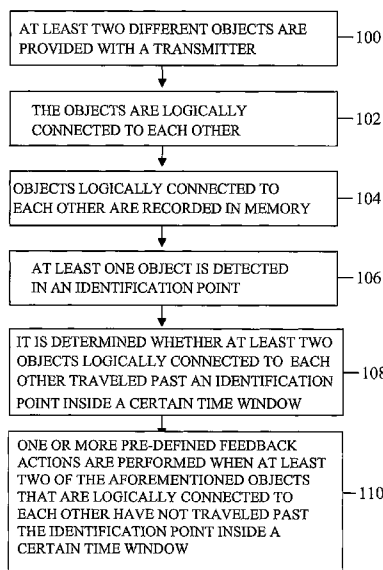 AT LEAST TWO DIFFERENT OBJECTS ARE
PROVIDED WITH A TRANSMITTER
100
THE OBJECTS ARE LOGICALLY
CONNECTED TO EACH OTHER
102
OBJECTS LOGICALLY CONNECTED TO
EACH OTHER ARE RECORDED IN MEMORY
104
AT LEAST ONE OBJECT IS DETECTED
IN AN IDENTIFICATION POINT
106
IT IS DETERMINED WHETHER AT LEAST TWO
OBJECTS LOGICALLY CONNECTED TO EACH
OTHER TRAVELED PAST AN IDENTIFICATION
POINT INSIDE A CERTAIN TIME WINDOW
108
ONE OR MORE PRE-DEFINED FEEDBACK
ACTIONS ARE PERFORMED WHEN AT LEAST
TWO OF THE AFOREMENTIONED OBJECTS
THAT ARE LOGICALLY CONNECTED TO
EACH OTHER HAVE NOT TRAVELED PAST
THE IDENTIFICATION POINT INSIDE A
CERTAIN TIME WINDOW
110